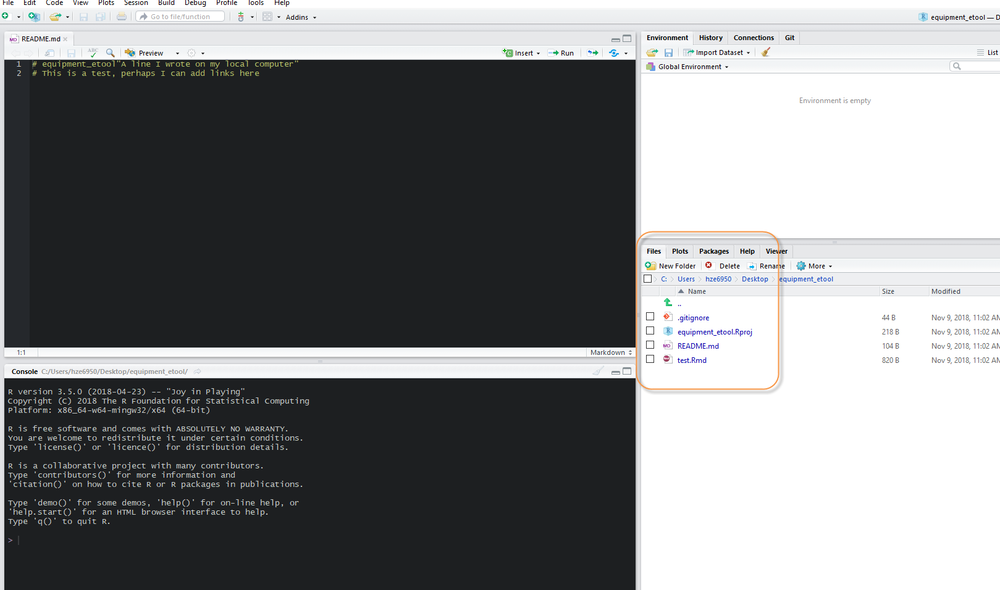 File Edit Code View Plots Session Build Debug Profile Tools Help
Go to file/function Addins equipment_etool — D
README.md
ABC Preview Insert Run
1 # equipment_etool"A line I wrote on my local computer"
2 # This is a test, perhaps I can add links here
1:1 Markdown
Console C:/Users/hze6950/Desktop/equipment_etool/
R version 3.5.0 (2018-04-23) -- "Joy in Playing"
Copyright (C) 2018 The R Foundation for Statistical Computing
Platform: x86_64-w64-mingw32/x64 (64-bit)
R is free software and comes with ABSOLUTELY NO WARRANTY.
You are welcome to redistribute it under certain conditions.
Type 'license()' or 'licence()' for distribution details.
R is a collaborative project with many contributors.
Type 'contributors()' for more information and
'citation()' on how to cite R or R packages in publications.
Type 'demo()' for some demos, 'help()' for on-line help, or
'help.start()' for an HTML browser interface to help.
Type 'q()' to quit R.
>
Environment History Connections Git
Import Dataset List
Global Environment
Environment is empty
Files Plots Packages Help Viewer
New Folder Delete Rename More
C: Users hze6950 Desktop equipment_etool
Name Size Modified
..
.gitignore 44 B Nov 9, 2018, 11:02 AM
equipment_etool.Rproj 218 B Nov 9, 2018, 11:02 AM
README.md 104 B Nov 9, 2018, 11:02 AM
test.Rmd 820 B Nov 9, 2018, 11:02 AM